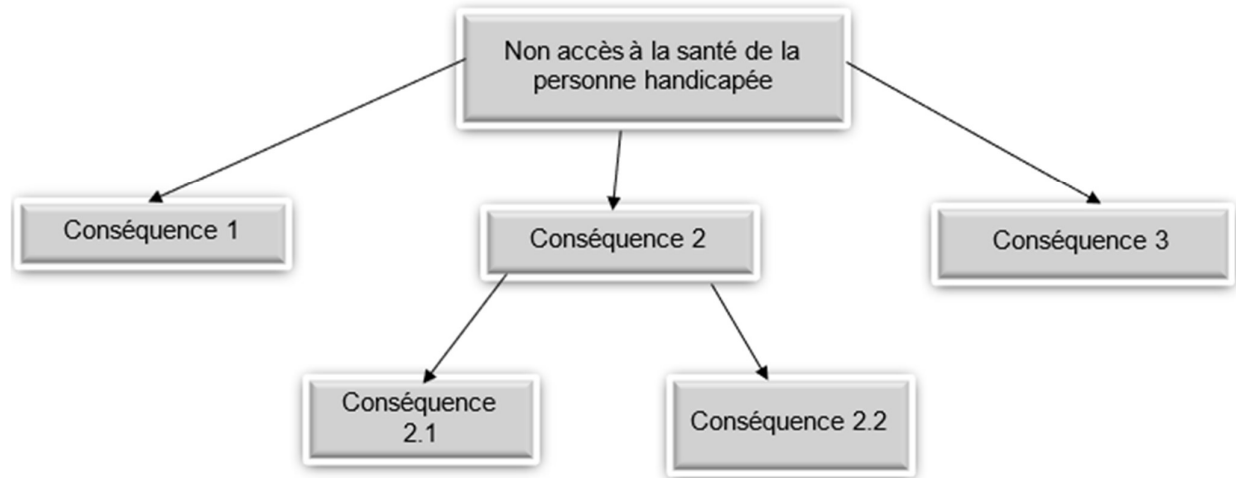 Non accès à la santé de la
personne handicapée
Conséquence 1
Conséquence 2
Conséquence 3
Conséquence
2.1
Conséquence 2.2